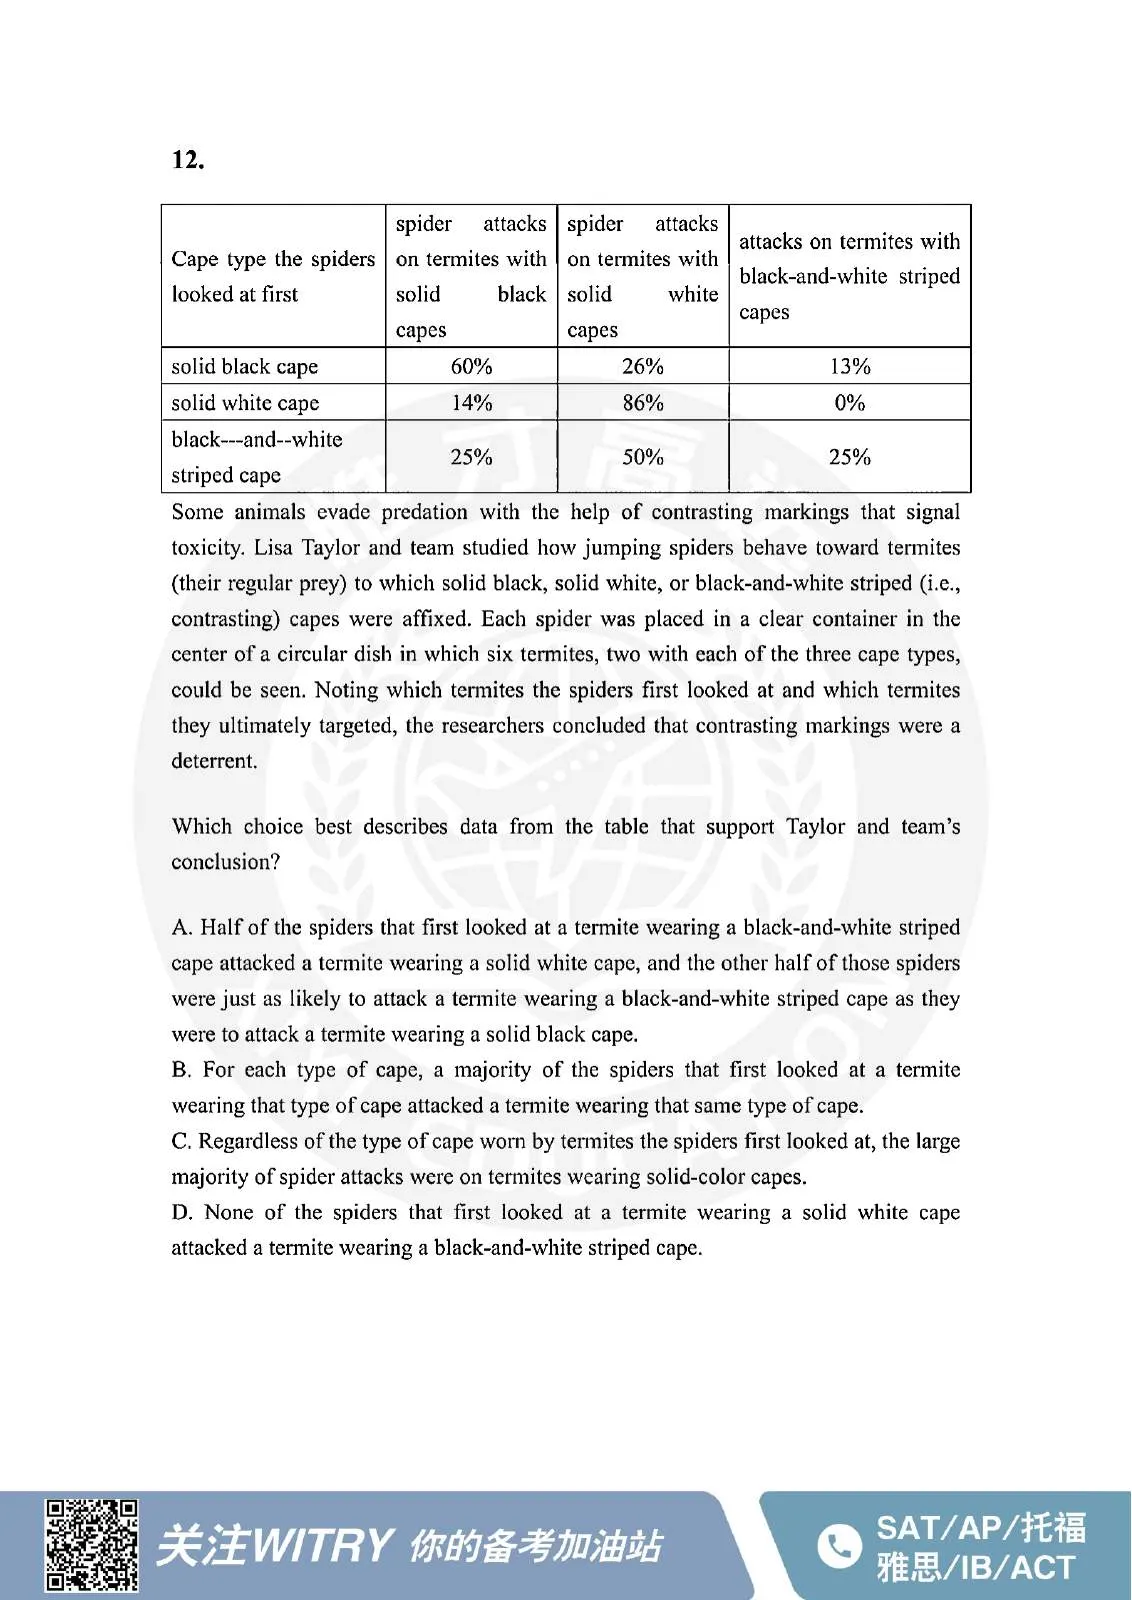 12.
Cape type the spiders looked at first
spider attacks on termites with solid black capes
spider attacks on termites with solid white capes
attacks on termites with black-and-white striped capes
solid black cape 60% 26% 13%
solid white cape 14% 86% 0%
black---and--white striped cape 25% 50% 25%
Some animals evade predation with the help of contrasting markings that signal
toxicity. Lisa Taylor and team studied how jumping spiders behave toward termites
(their regular prey) to which solid black, solid white, or black-and-white striped (i.e.,
contrasting) capes were affixed. Each spider was placed in a clear container in the
center of a circular dish in which six termites, two with each of the three cape types,
could be seen. Noting which termites the spiders first looked at and which termites
they ultimately targeted, the researchers concluded that contrasting markings were a
deterrent.
Which choice best describes data from the table that support Taylor and team's
conclusion?
A. Half of the spiders that first looked at a termite wearing a black-and-white striped
cape attacked a termite wearing a solid white cape, and the other half of those spiders
were just as likely to attack a termite wearing a black-and-white striped cape as they
were to attack a termite wearing a solid black cape.
B. For each type of cape, a majority of the spiders that first looked at a termite
wearing that type of cape attacked a termite wearing that same type of cape.
C. Regardless of the type of cape worn by termites the spiders first looked at, the large
majority of spider attacks were on termites wearing solid-color capes.
D. None of the spiders that first looked at a termite wearing a solid white cape
attacked a termite wearing a black-and-white striped cape.
关注WITRY 你的备考加油站
SAT/AP/托福
雅思/IB/ACT